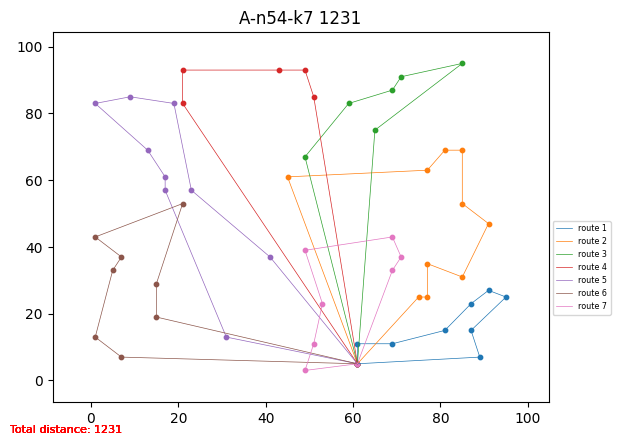 A-n54-k7 1231
100
80
60
40
20
0
0 20 40 60 80 100
route 1
route 2
route 3
route 4
route 5
route 6
route 7
Total distance: 1231